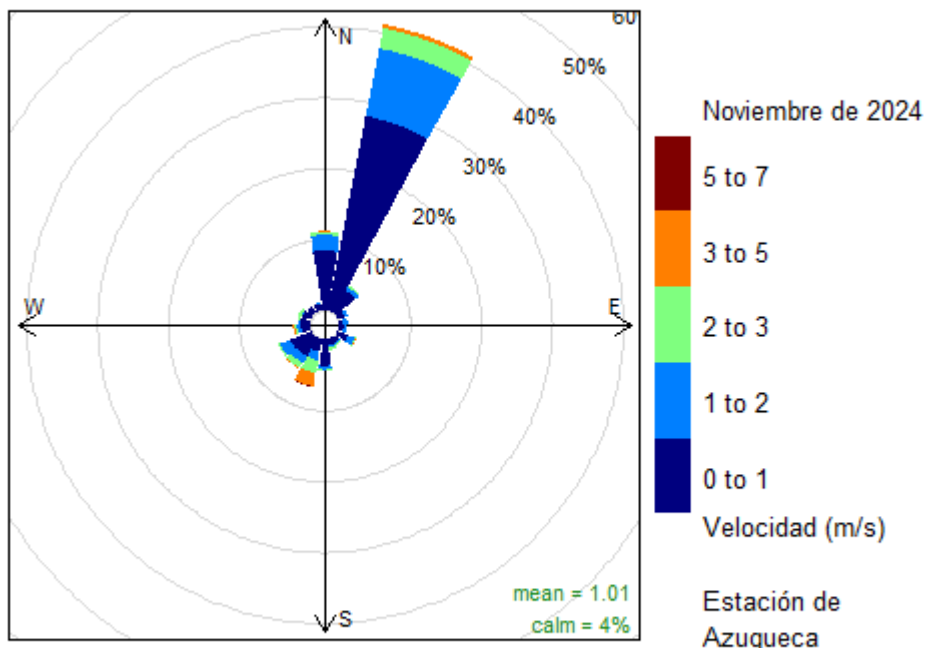 60
N
50%
40%
30%
20%
10%
W
E
S
mean = 1.01
calm = 4%
Noviembre de 2024
5 to 7
3 to 5
2 to 3
1 to 2
0 to 1
Velocidad (m/s)
Estación de
Azuqueca